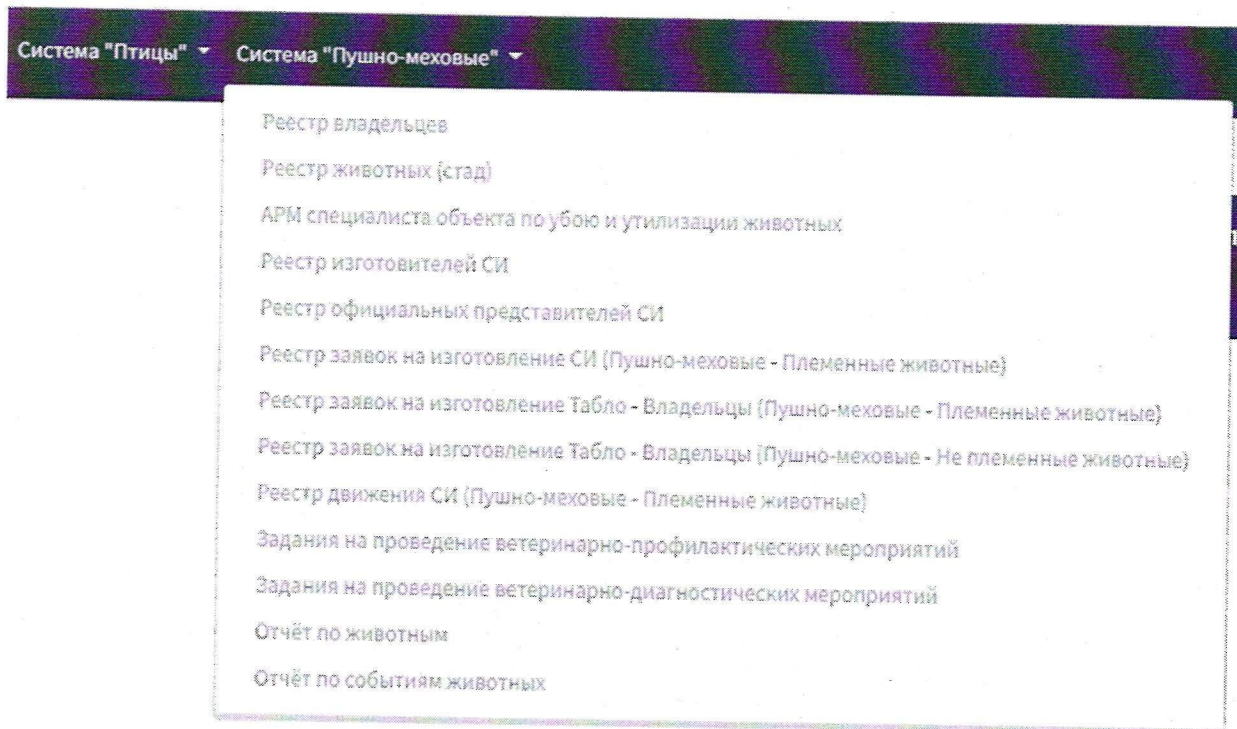 Система "Птицы" Система "Пушно-меховые"
Реестр владельцев
Реестр животных (стад)
АРМ специалиста объекта по убою и утилизации животных
Реестр изготовителей СИ
Реестр официальных представителей СИ
Реестр заявок на изготовление СИ (Пушно-меховые - Племенные животные)
Реестр заявок на изготовление Табло - Владельцы (Пушно-меховые - Племенные животные)
Реестр заявок на изготовление Табло - Владельцы (Пушно-меховые - Не племенные животные)
Реестр движения СИ (Пушно-меховые - Племенные животные)
Задания на проведение ветеринарно-профилактических мероприятий
Задания на проведение ветеринарно-диагностических мероприятий
Отчёт по животным
Отчёт по событиям животных